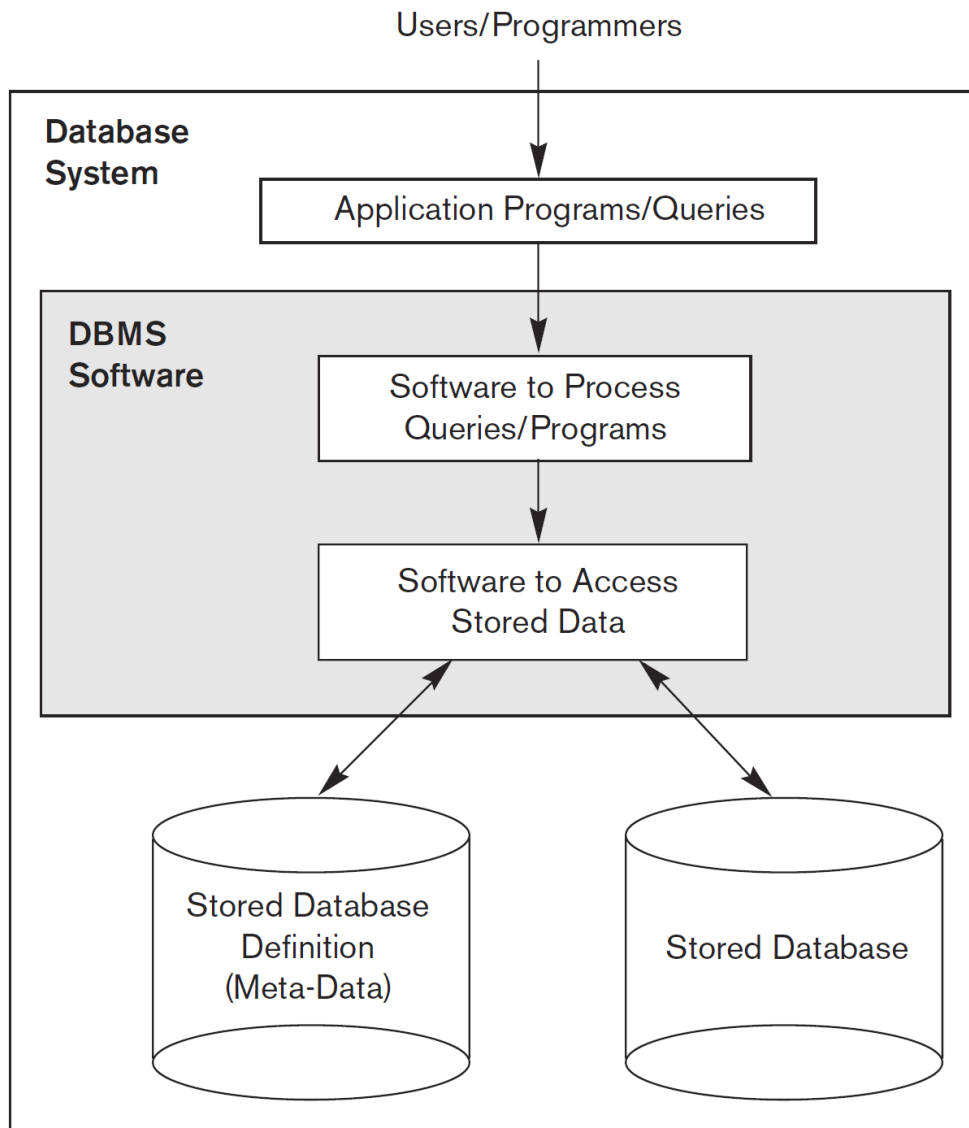 Users/Programmers
Database
System
Application Programs/Queries
DBMS
Software
Software to Process
Queries/Programs
Software to Access
Stored Data
Stored Database
Definition
(Meta-Data)
Stored Database